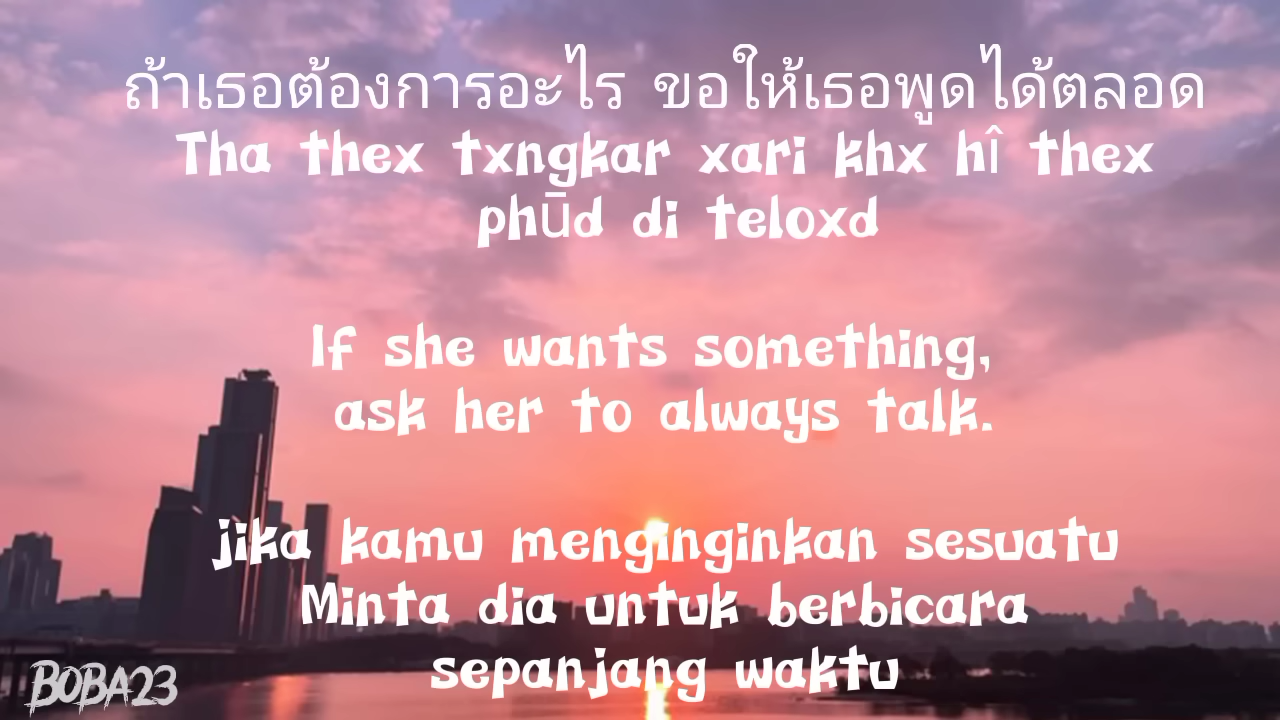 ถ้าเธอต้องการอะไร ขอให้เธอพูดได้ตลอด
Tha thex txngkar xari khx hî thex
phūd di teloxd
If she wants something,
ask her to always talk.
jika kamu menginginkan sesuatu
Minta dia untuk berbicara
sepanjang waktu
BOBA23